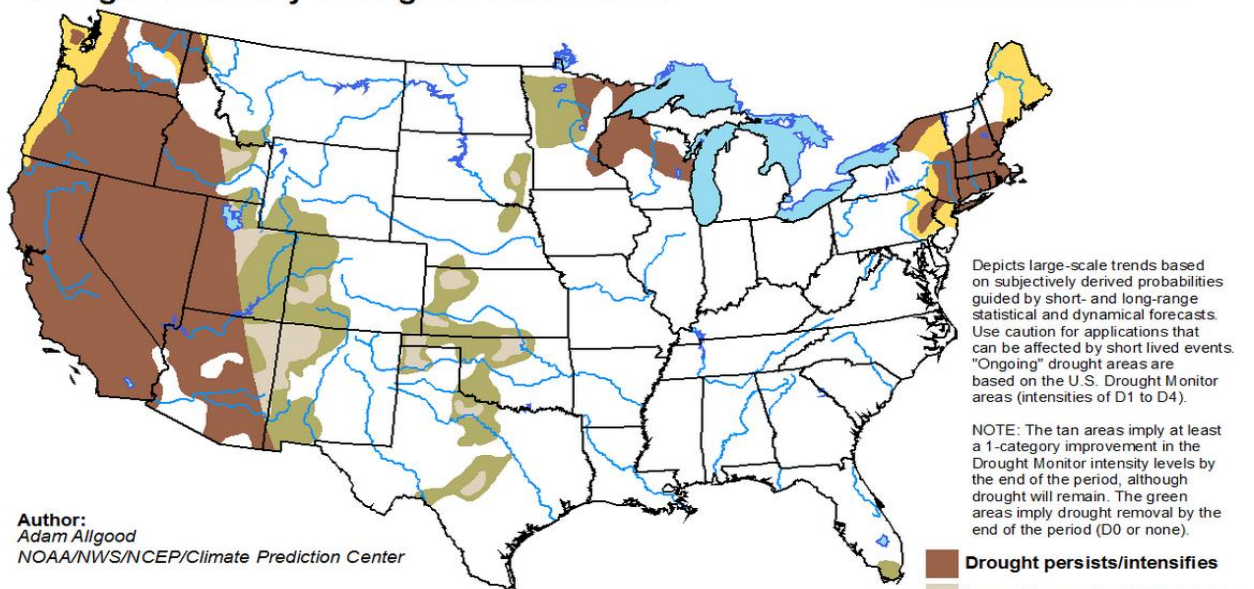 Depicts large-scale trends based
on subjectively derived probabilities
guided by short- and long-range
statistical and dynamical forecasts.
Use caution for applications that
can be affected by short lived events.
"Ongoing" drought areas are
based on the U.S. Drought Monitor
areas (intensities of D1 to D4).
NOTE: The tan areas imply at least
a 1-category improvement in the
Drought Monitor intensity levels by
the end of the period, although
drought will remain. The green
areas imply drought removal by the
end of the period (D0 or none).
Author:
Adam Allgood
NOAA/NWS/NCEP/Climate Prediction Center
Drought persists/intensifies